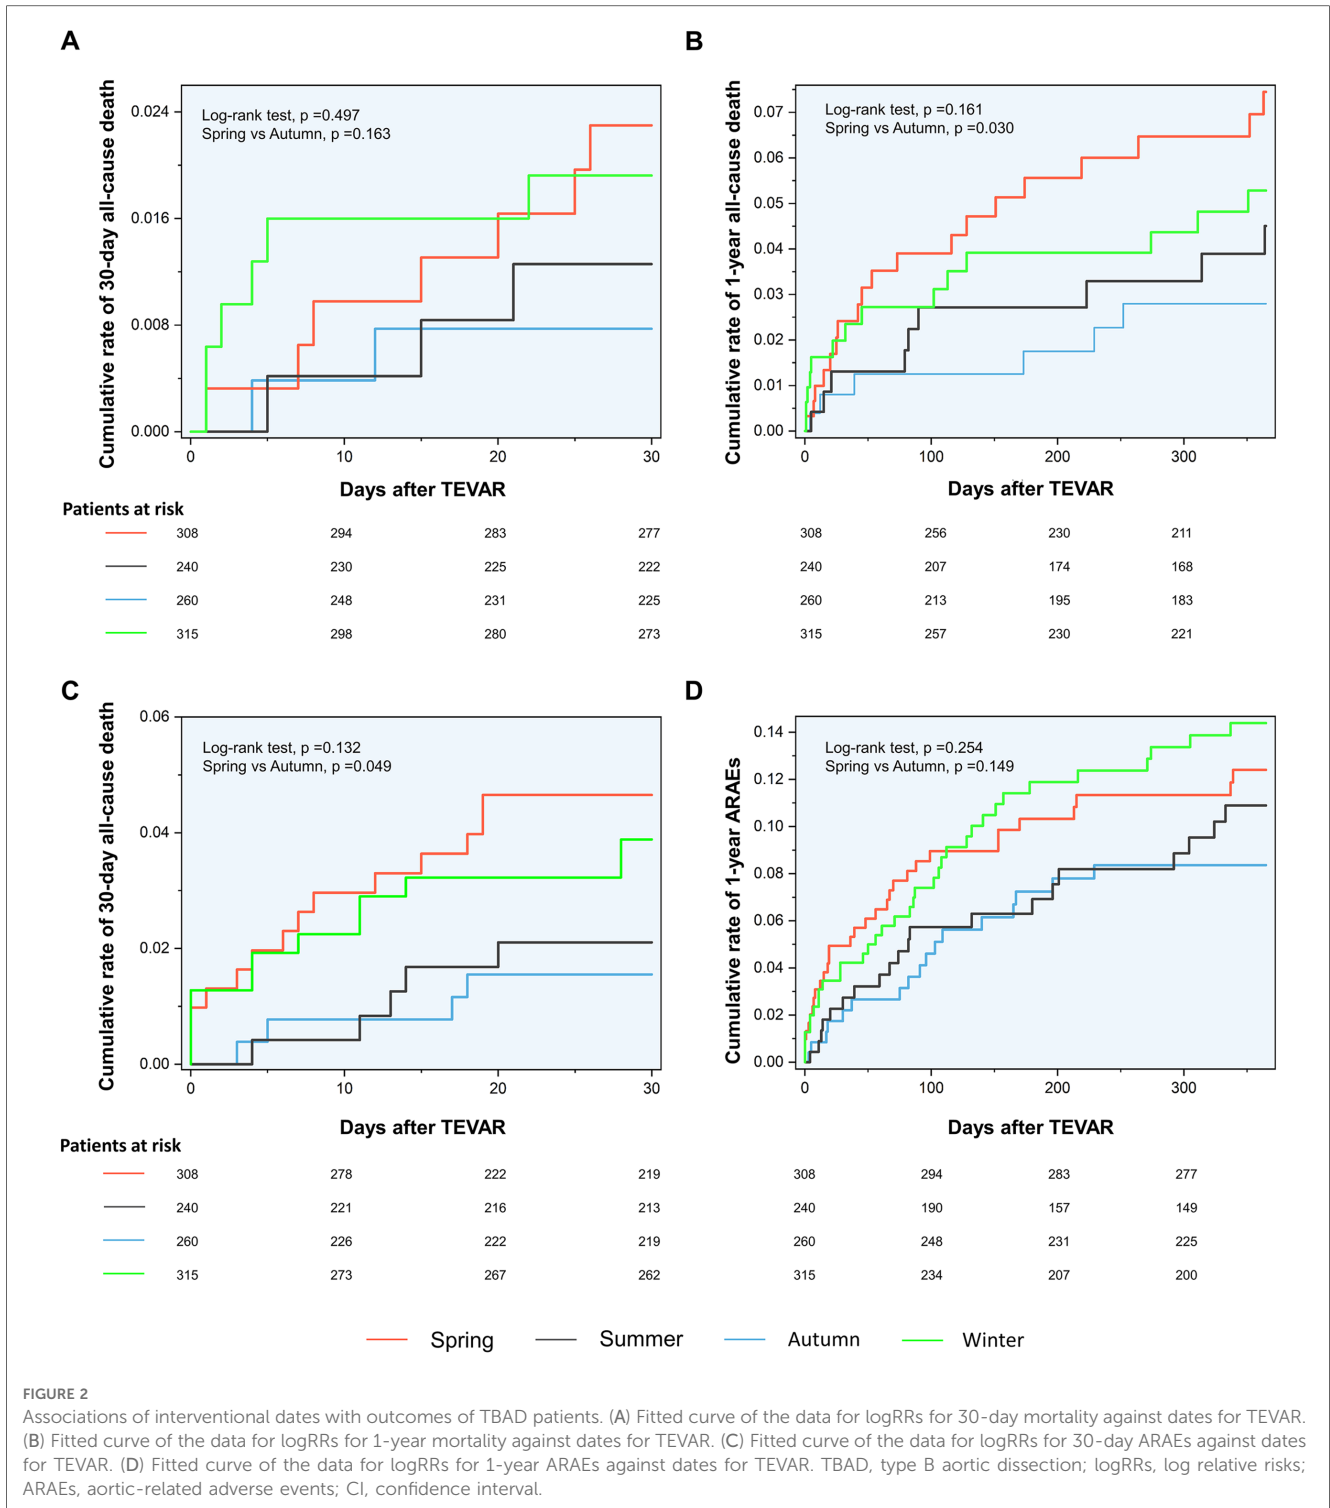 A
Cumulative rate of 30-day all-cause death
Log-rank test, p =0.497
Spring vs Autumn, p =0.163
0.024
0.016
0.008
0.000
0 10 20 30
Days after TEVAR
B
Cumulative rate of 1-year all-cause death
Log-rank test, p =0.161
Spring vs Autumn, p =0.030
0.07
0.06
0.05
0.04
0.03
0.02
0.01
0.00
0 100 200 300
Days after TEVAR
Patients at risk
308 294 283 277 308 256 230 211
240 230 225 222 240 207 174 168
260 248 231 225 260 213 195 183
315 298 280 273 315 257 230 221
C
Cumulative rate of 30-day all-cause death
Log-rank test, p =0.132
Spring vs Autumn, p =0.049
0.06
0.04
0.02
0.00
0 10 20 30
Days after TEVAR
D
Cumulative rate of 1-year ARAEs
Log-rank test, p =0.254
Spring vs Autumn, p =0.149
0.14
0.12
0.10
0.08
0.06
0.04
0.02
0.00
0 100 200 300
Days after TEVAR
Patients at risk
308 278 222 219 308 294 283 277
240 221 216 213 240 190 157 149
260 226 222 219 260 248 231 225
315 273 267 262 315 234 207 200
Spring Summer Autumn Winter
FIGURE 2
Associations of interventional dates with outcomes of TBAD patients. (A) Fitted curve of the data for logRRs for 30-day mortality against dates for TEVAR.
(B) Fitted curve of the data for logRRs for 1-year mortality against dates for TEVAR. (C) Fitted curve of the data for logRRs for 30-day ARAEs against dates
for TEVAR. (D) Fitted curve of the data for logRRs for 1-year ARAEs against dates for TEVAR. TBAD, type B aortic dissection; logRRs, log relative risks;
ARAEs, aortic-related adverse events; CI, confidence interval.